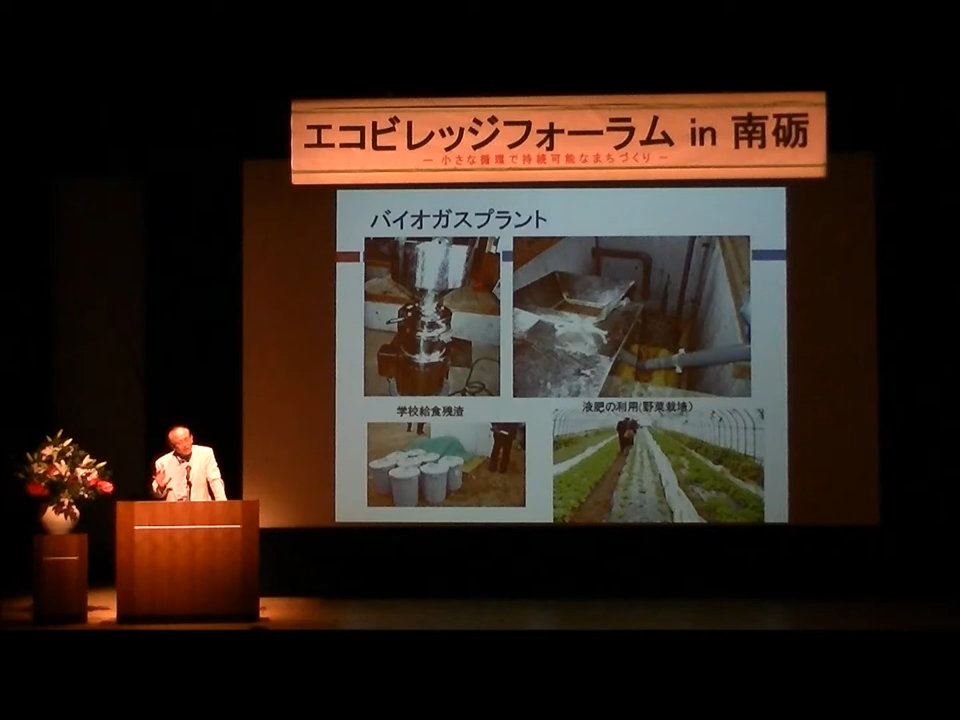 エコビレッジフォーラム in 南砺
― 小さな循環で持続可能なまちづくり ―
バイオガスプラント
学校給食残渣
液肥の利用(野菜栽培)